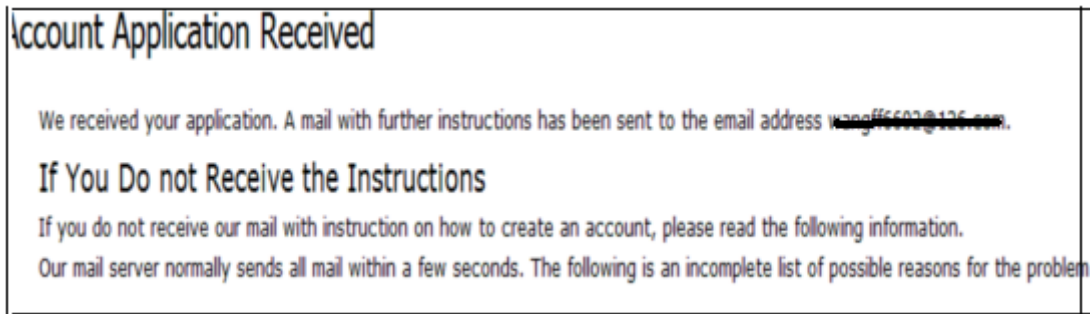 Account Application Received
We received your application. A mail with further instructions has been sent to the email address
If You Do not Receive the Instructions
If you do not receive our mail with instruction on how to create an account, please read the following information.
Our mail server normally sends all mail within a few seconds. The following is an incomplete list of possible reasons for the problem